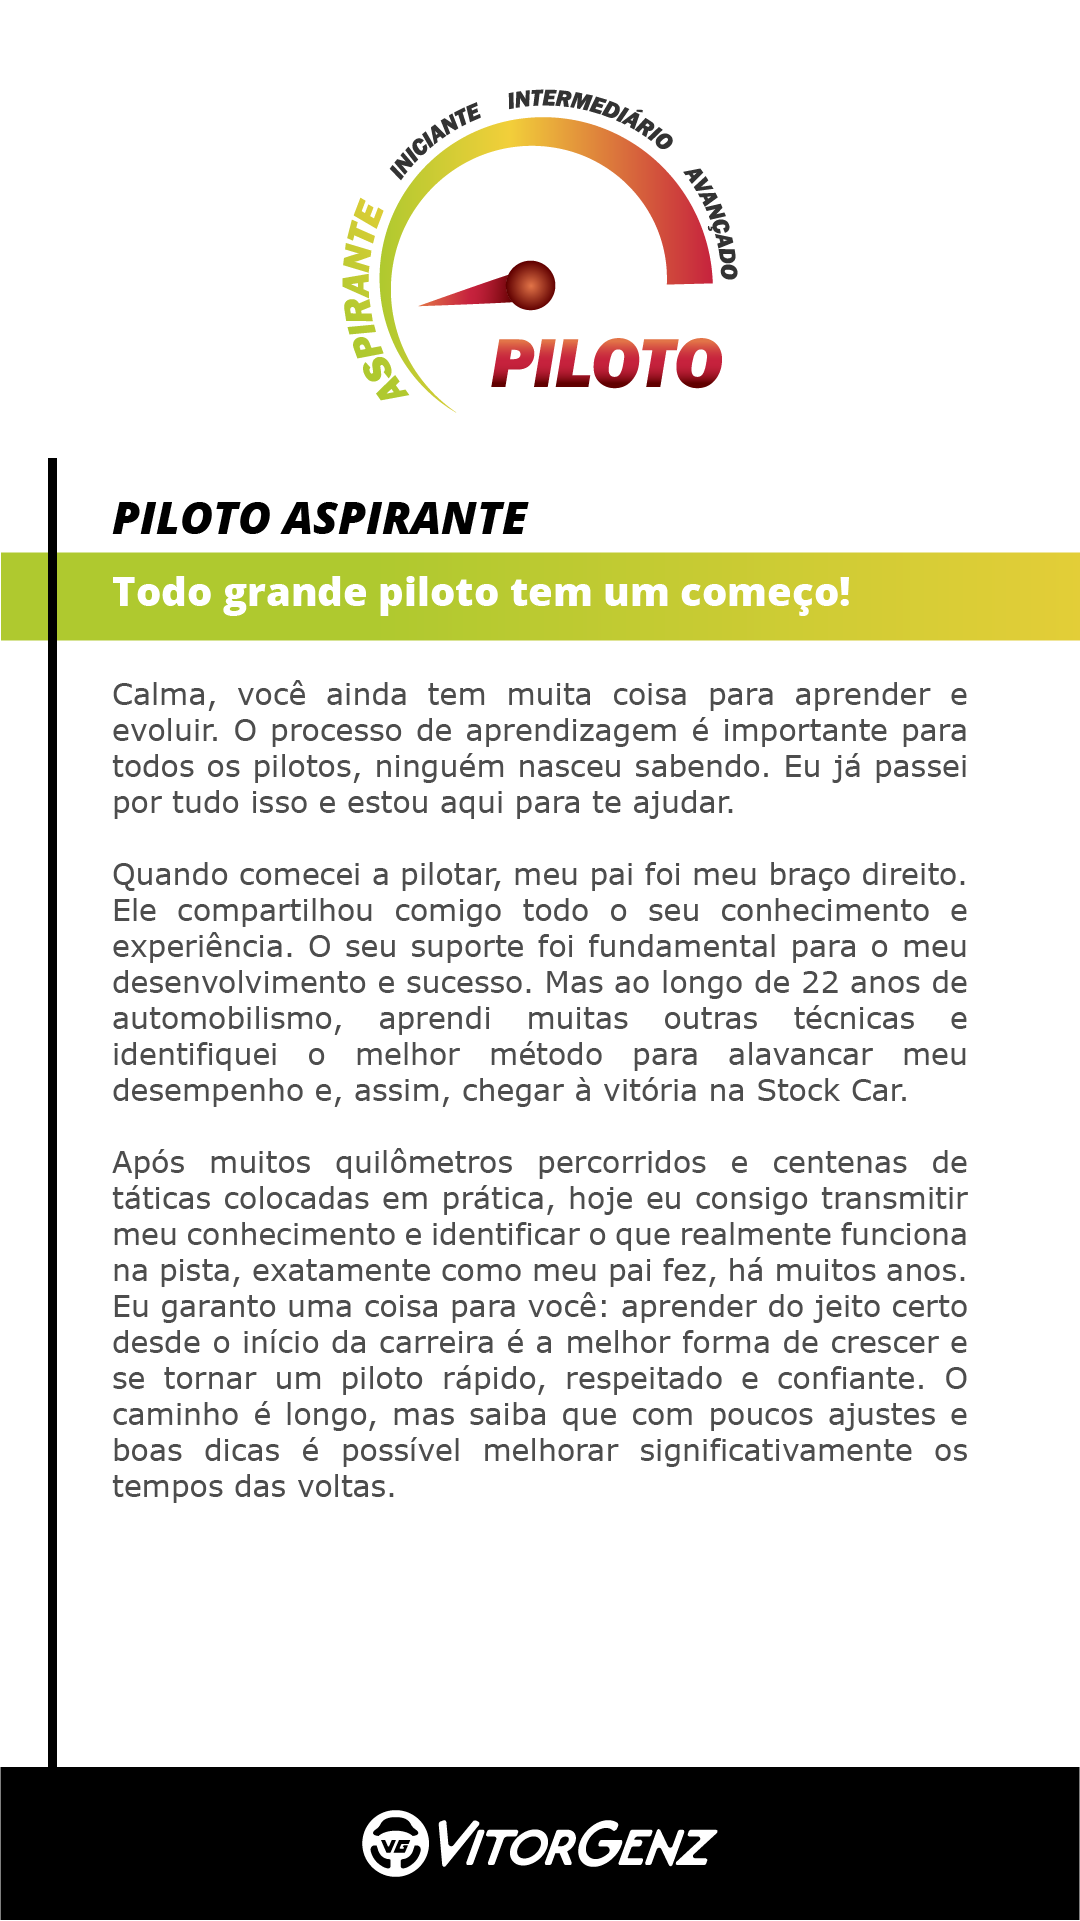 ASPIRANTE
INICIANTE
INTERMEDIÁRIO
AVANÇADO
PILOTO
PILOTO ASPIRANTE
Todo grande piloto tem um começo!
Calma, você ainda tem muita coisa para aprender e
evoluir. O processo de aprendizagem é importante para
todos os pilotos, ninguém nasceu sabendo. Eu já passei
por tudo isso e estou aqui para te ajudar.
Quando comecei a pilotar, meu pai foi meu braço direito.
Ele compartilhou comigo todo o seu conhecimento e
experiência. O seu suporte foi fundamental para o meu
desenvolvimento e sucesso. Mas ao longo de 22 anos de
automobilismo, aprendi muitas outras técnicas e
identifiquei o melhor método para alavancar meu
desempenho e, assim, chegar à vitória na Stock Car.
Após muitos quilômetros percorridos e centenas de
táticas colocadas em prática, hoje eu consigo transmitir
meu conhecimento e identificar o que realmente funciona
na pista, exatamente como meu pai fez, há muitos anos.
Eu garanto uma coisa para você: aprender do jeito certo
desde o início da carreira é a melhor forma de crescer e
se tornar um piloto rápido, respeitado e confiante. O
caminho é longo, mas saiba que com poucos ajustes e
boas dicas é possível melhorar significativamente os
tempos das voltas.
VG VITORGENZ